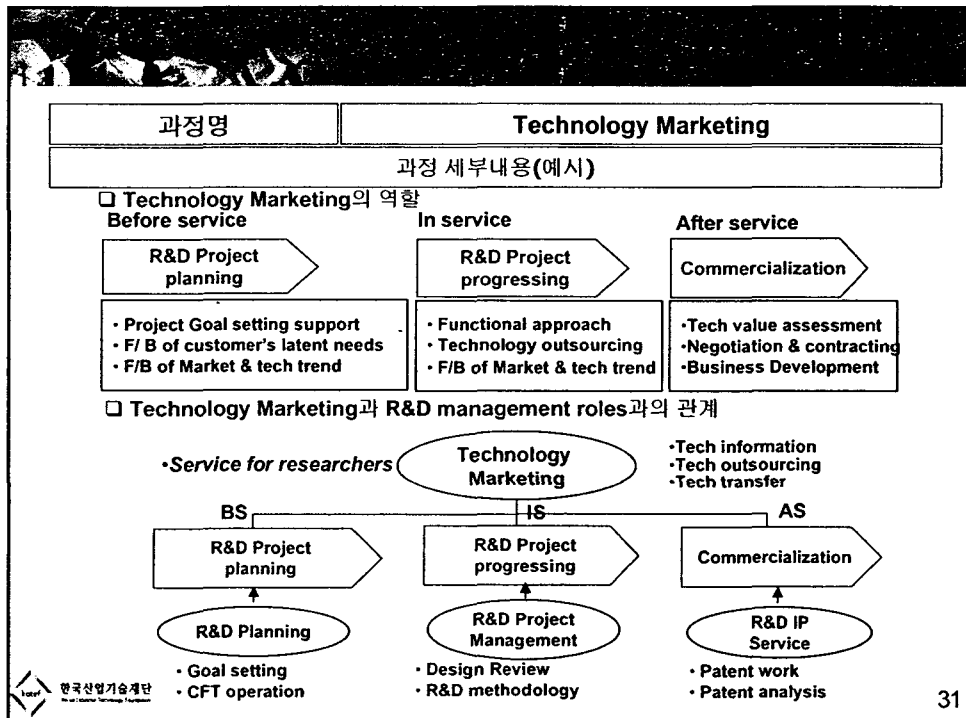 과정명
Technology Marketing
과정 세부내용(예시)
❑ Technology Marketing의 역할
Before service
In service
After service
R&D Project
planning
R&D Project
progressing
Commercialization
· Project Goal setting support
· F/ B of customer's latent needs
· F/B of Market & tech trend
· Functional approach
· Technology outsourcing
· F/B of Market & tech trend
·Tech value assessment
·Negotiation & contracting
·Business Development
❑ Technology Marketing과 R&D management roles과의 관계
·Service for researchers
Technology
Marketing
·Tech information
·Tech outsourcing
·Tech transfer
BS
IS
AS
R&D Project
planning
R&D Project
progressing
Commercialization
R&D Planning
R&D Project
Management
R&D IP
Service
· Goal setting
· CFT operation
· Design Review
· R&D methodology
· Patent work
· Patent analysis
한국산업기술재단
31